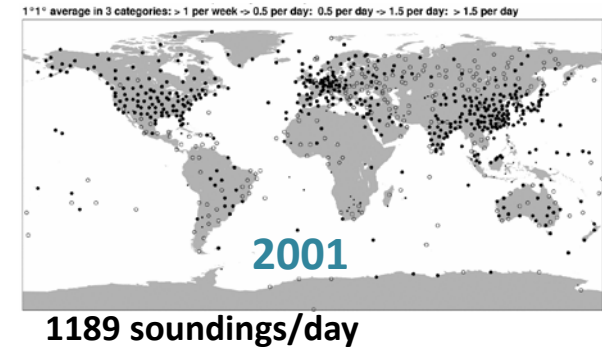 1°1° average in 3 categories: > 1 per week -> 0.5 per day: 0.5 per day -> 1.5 per day: > 1.5 per day
2001
1189 soundings/day